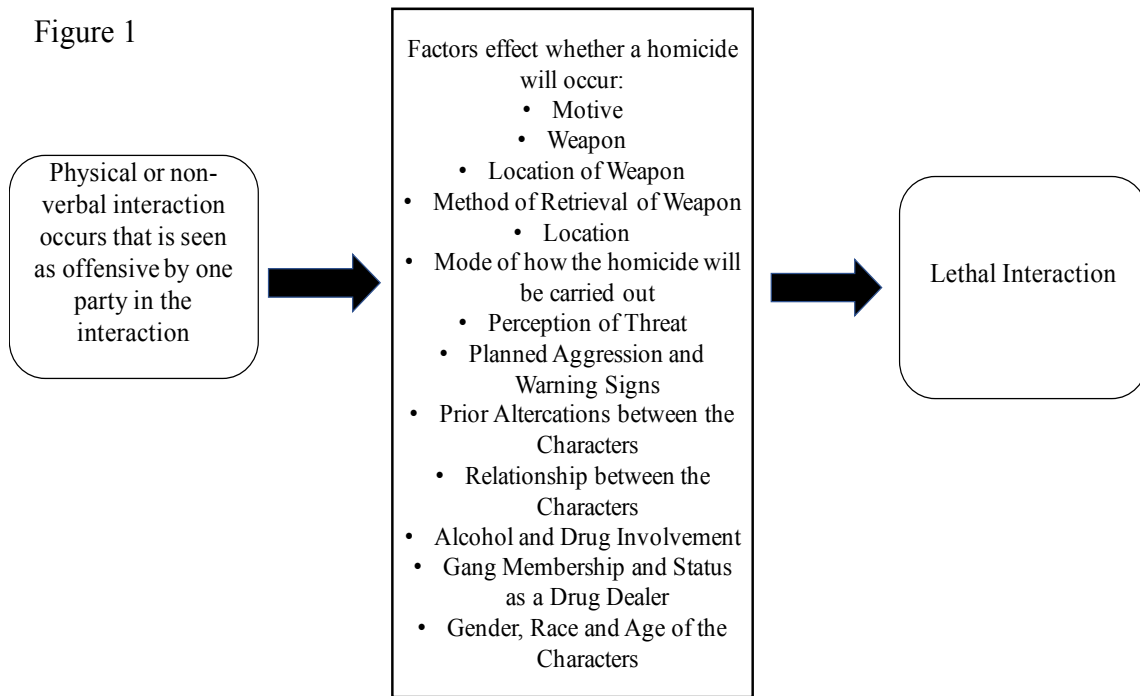 Figure 1
Physical or non-
verbal interaction
occurs that is seen
as offensive by one
party in the
interaction
Factors effect whether a homicide
will occur:
• Motive
• Weapon
• Location of Weapon
• Method of Retrieval of Weapon
• Location
• Mode of how the homicide will
be carried out
• Perception of Threat
• Planned Aggression and
Warning Signs
• Prior Altercations between the
Characters
• Relationship between the
Characters
• Alcohol and Drug Involvement
• Gang Membership and Status
as a Drug Dealer
• Gender, Race and Age of the
Characters
Lethal Interaction